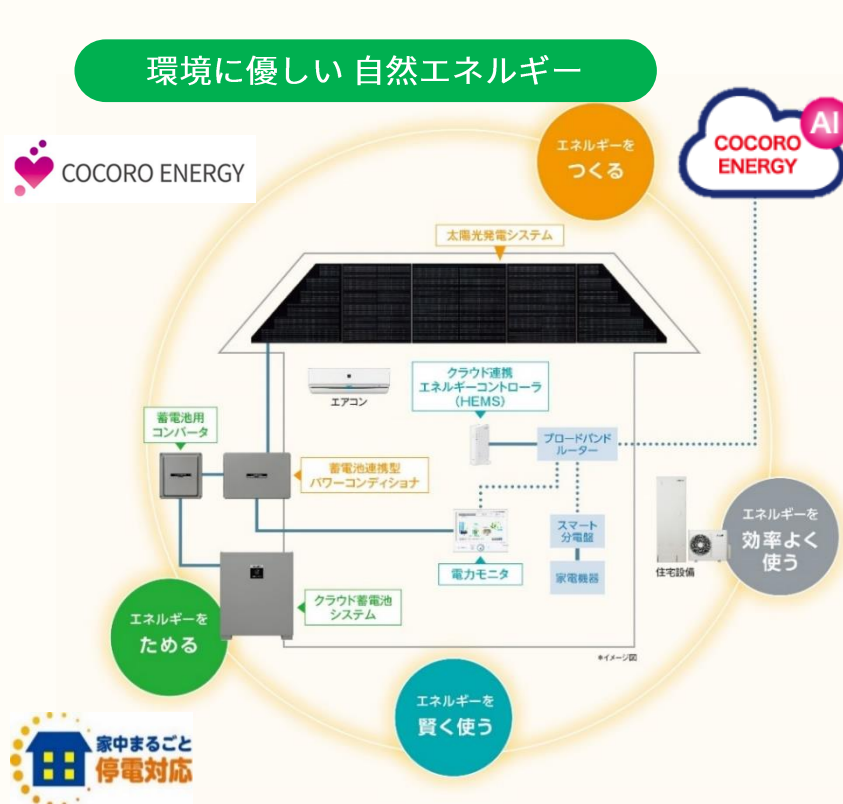 環境に優しい 自然エネルギー
COCORO ENERGY
エネルギーを
つくる
COCORO
ENERGY
AI
太陽光発電システム
エアコン
クラウド連携
エネルギーコントローラ
(HEMS)
蓄電池用
コンバータ
蓄電池連携型
パワーコンディショナ
ブロードバンド
ルーター
スマート
分電盤
家電機器
電力モニタ
住宅設備
エネルギーを
効率よく
使う
クラウド蓄電池
システム
エネルギーを
ためる
*イメージ図
エネルギーを
賢く使う
家中まるごと
停電対応